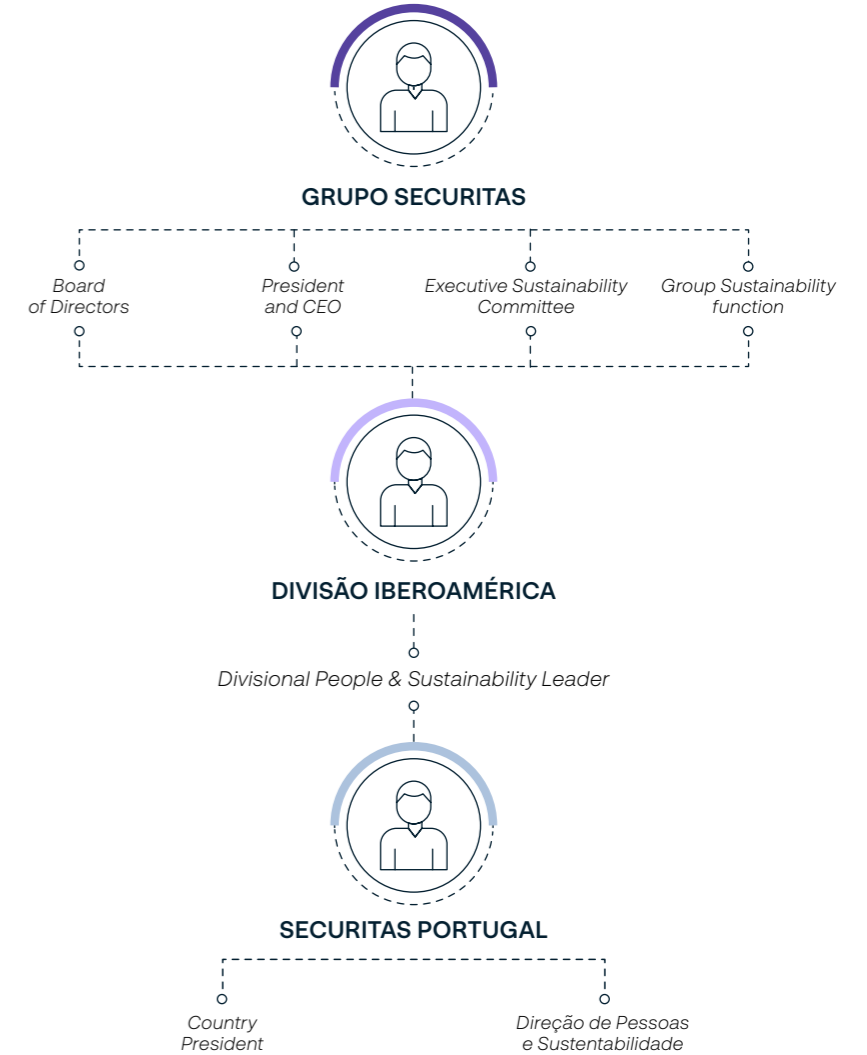 GRUPO SECURITAS
Board
of Directors
President
and CEO
Executive Sustainability
Committee
Group Sustainability
function
DIVISÃO IBEROAMÉRICA
Divisional People & Sustainability Leader
SECURITAS PORTUGAL
Country
President
Direção de Pessoas
e Sustentabilidade